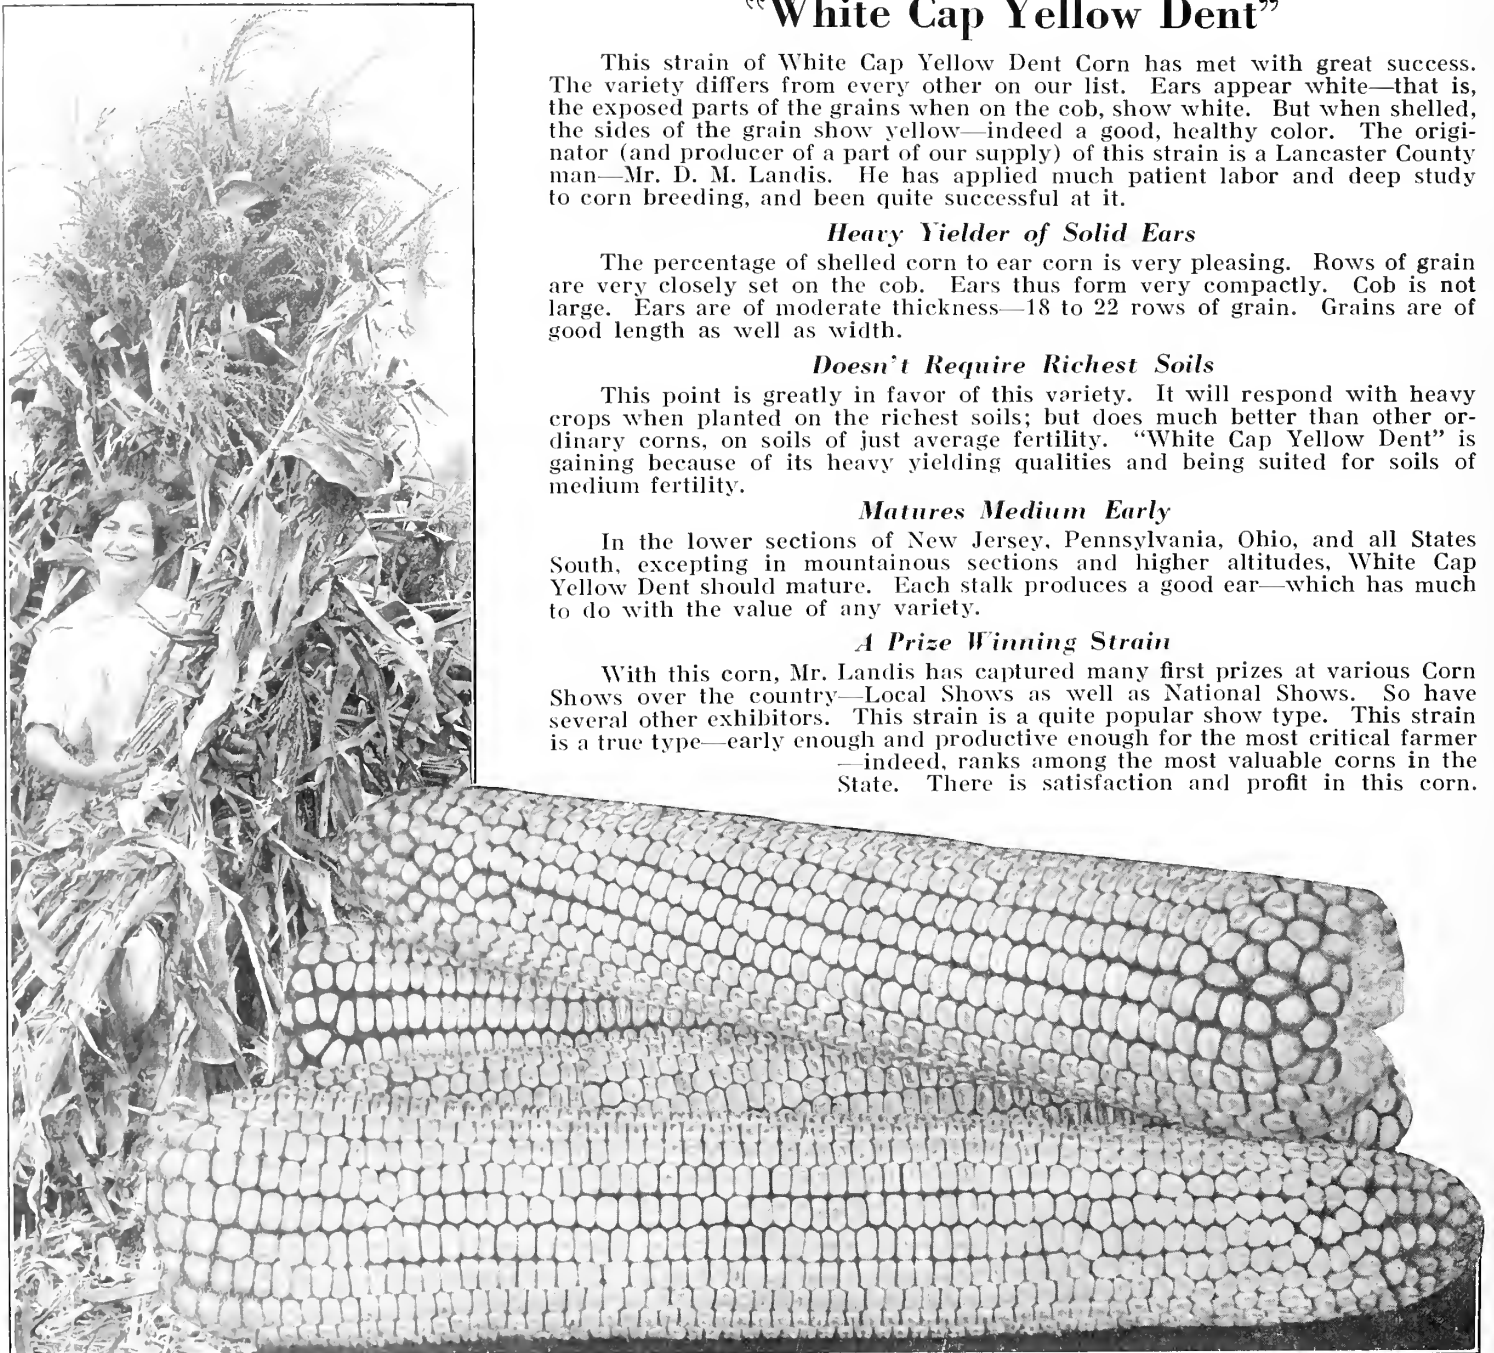 "White Cap Yellow Dent"
This strain of White Cap Yellow Dent Corn has met with great success.
The variety differs from every other on our list. Ears appear white—that is,
the exposed parts of the grains when on the cob, show white. But when shelled,
the sides of the grain show yellow—indeed a good, healthy color. The origi-
nator (and producer of a part of our supply) of this strain is a Lancaster County
man—Mr. D. M. Landis. He has applied much patient labor and deep study
to corn breeding, and been quite successful at it.
Heavy Yielder of Solid Ears
The percentage of shelled corn to ear corn is very pleasing. Rows of grain
are very closely set on the cob. Ears thus form very compactly. Cob is not
large. Ears are of moderate thickness—18 to 22 rows of grain. Grains are of
good length as well as width.
Doesn't Require Richest Soils
This point is greatly in favor of this variety. It will respond with heavy
crops when planted on the richest soils; but does much better than other or-
dinary corns, on soils of just average fertility. "White Cap Yellow Dent" is
gaining because of its heavy yielding qualities and being suited for soils of
medium fertility.
Matures Medium Early
In the lower sections of New Jersey, Pennsylvania, Ohio, and all States
South, excepting in mountainous sections and higher altitudes, White Cap
Yellow Dent should mature. Each stalk produces a good ear—which has much
to do with the value of any variety.
A Prize Winning Strain
With this corn, Mr. Landis has captured many first prizes at various Corn
Shows over the country—Local Shows as well as National Shows. So have
several other exhibitors. This strain is a quite popular show type. This strain
is a true type—early enough and productive enough for the most critical farmer
—indeed, ranks among the most valuable corns in the
State. There is satisfaction and profit in this corn.